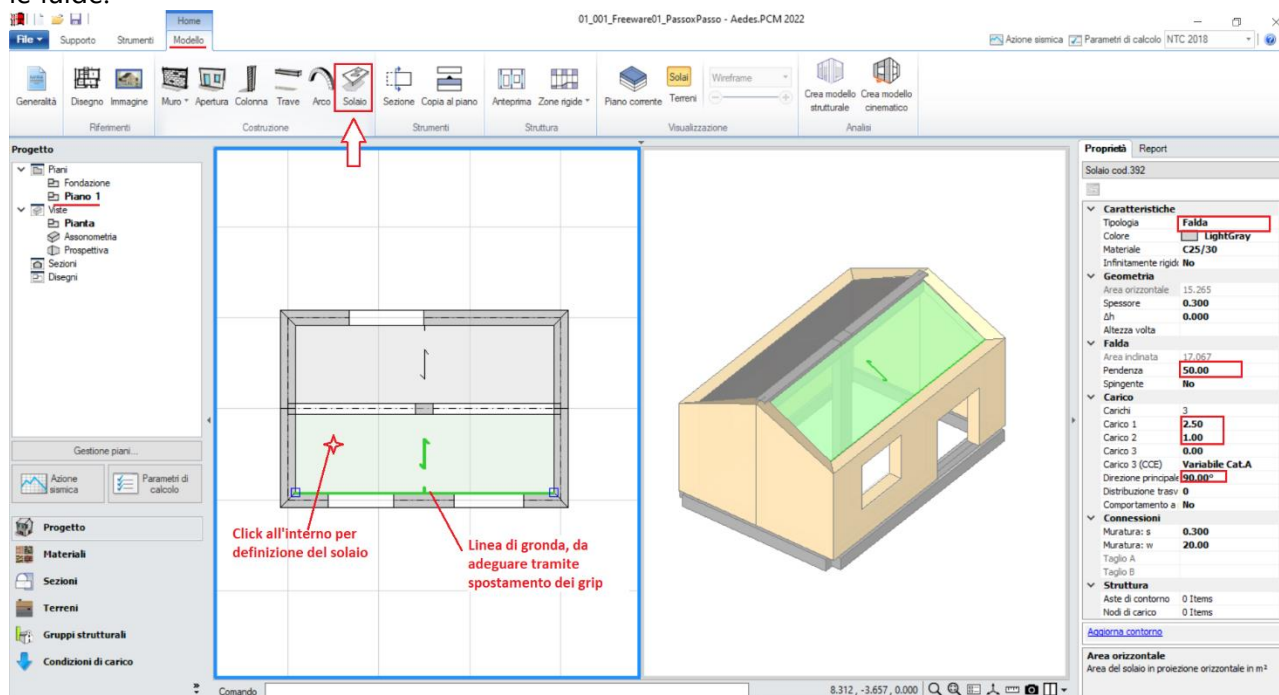 le falde.
01_001_Freeware01_PassoxPasso - Aedes.PCM 2022
Home
File
Supporto
Strumenti
Modello
Azione sismica
Parametri di calcolo
NTC 2018
Generalità
Disegno
Immagine
Muro
Apertura
Colonna
Trave
Arco
Solaio
Sezione
Copia al piano
Anteprima
Zone rigide
Piano corrente
Solai
Terreni
Wireframe
Crea modello strutturale
Crea modello cinematico
Riferimenti
Costruzione
Strumenti
Struttura
Visualizzazione
Analisi
Progetto
Piani
Fondazione
Piano 1
Viste
Pianta
Assonometria
Prospettiva
Sezioni
Disegni
Gestione piani...
Azione sismica
Parametri di calcolo
Progetto
Materiali
Sezioni
Terreni
Gruppi strutturali
Condizioni di carico
Click all'interno per
definizione del solaio
Linea di gronda, da
adeguare tramite
spostamento dei grip
Comando
8.312 , -3.657 , 0.000
Proprietà
Report
Solaio cod.392
Caratteristiche
Tipologia Falda
Colore LightGray
Materiale C25/30
Infinitamente rigido No
Geometria
Area orizzontale 15.265
Spessore 0.300
Δh 0.000
Altezza volta
Falda
Area inclinata 17.067
Pendenza 50.00
Spingente No
Carico
Carichi 3
Carico 1 2.50
Carico 2 1.00
Carico 3 0.00
Carico 3 (CCE) Variabile Cat.A
Direzione principale 90.00°
Distribuzione trasv 0
Comportamento a No
Connessioni
Muratura: s 0.300
Muratura: w 20.00
Taglio A
Taglio B
Struttura
Aste di contorno 0 Items
Nodi di carico 0 Items
Aggiorna contorno
Area orizzontale
Area del solaio in proiezione orizzontale in m²